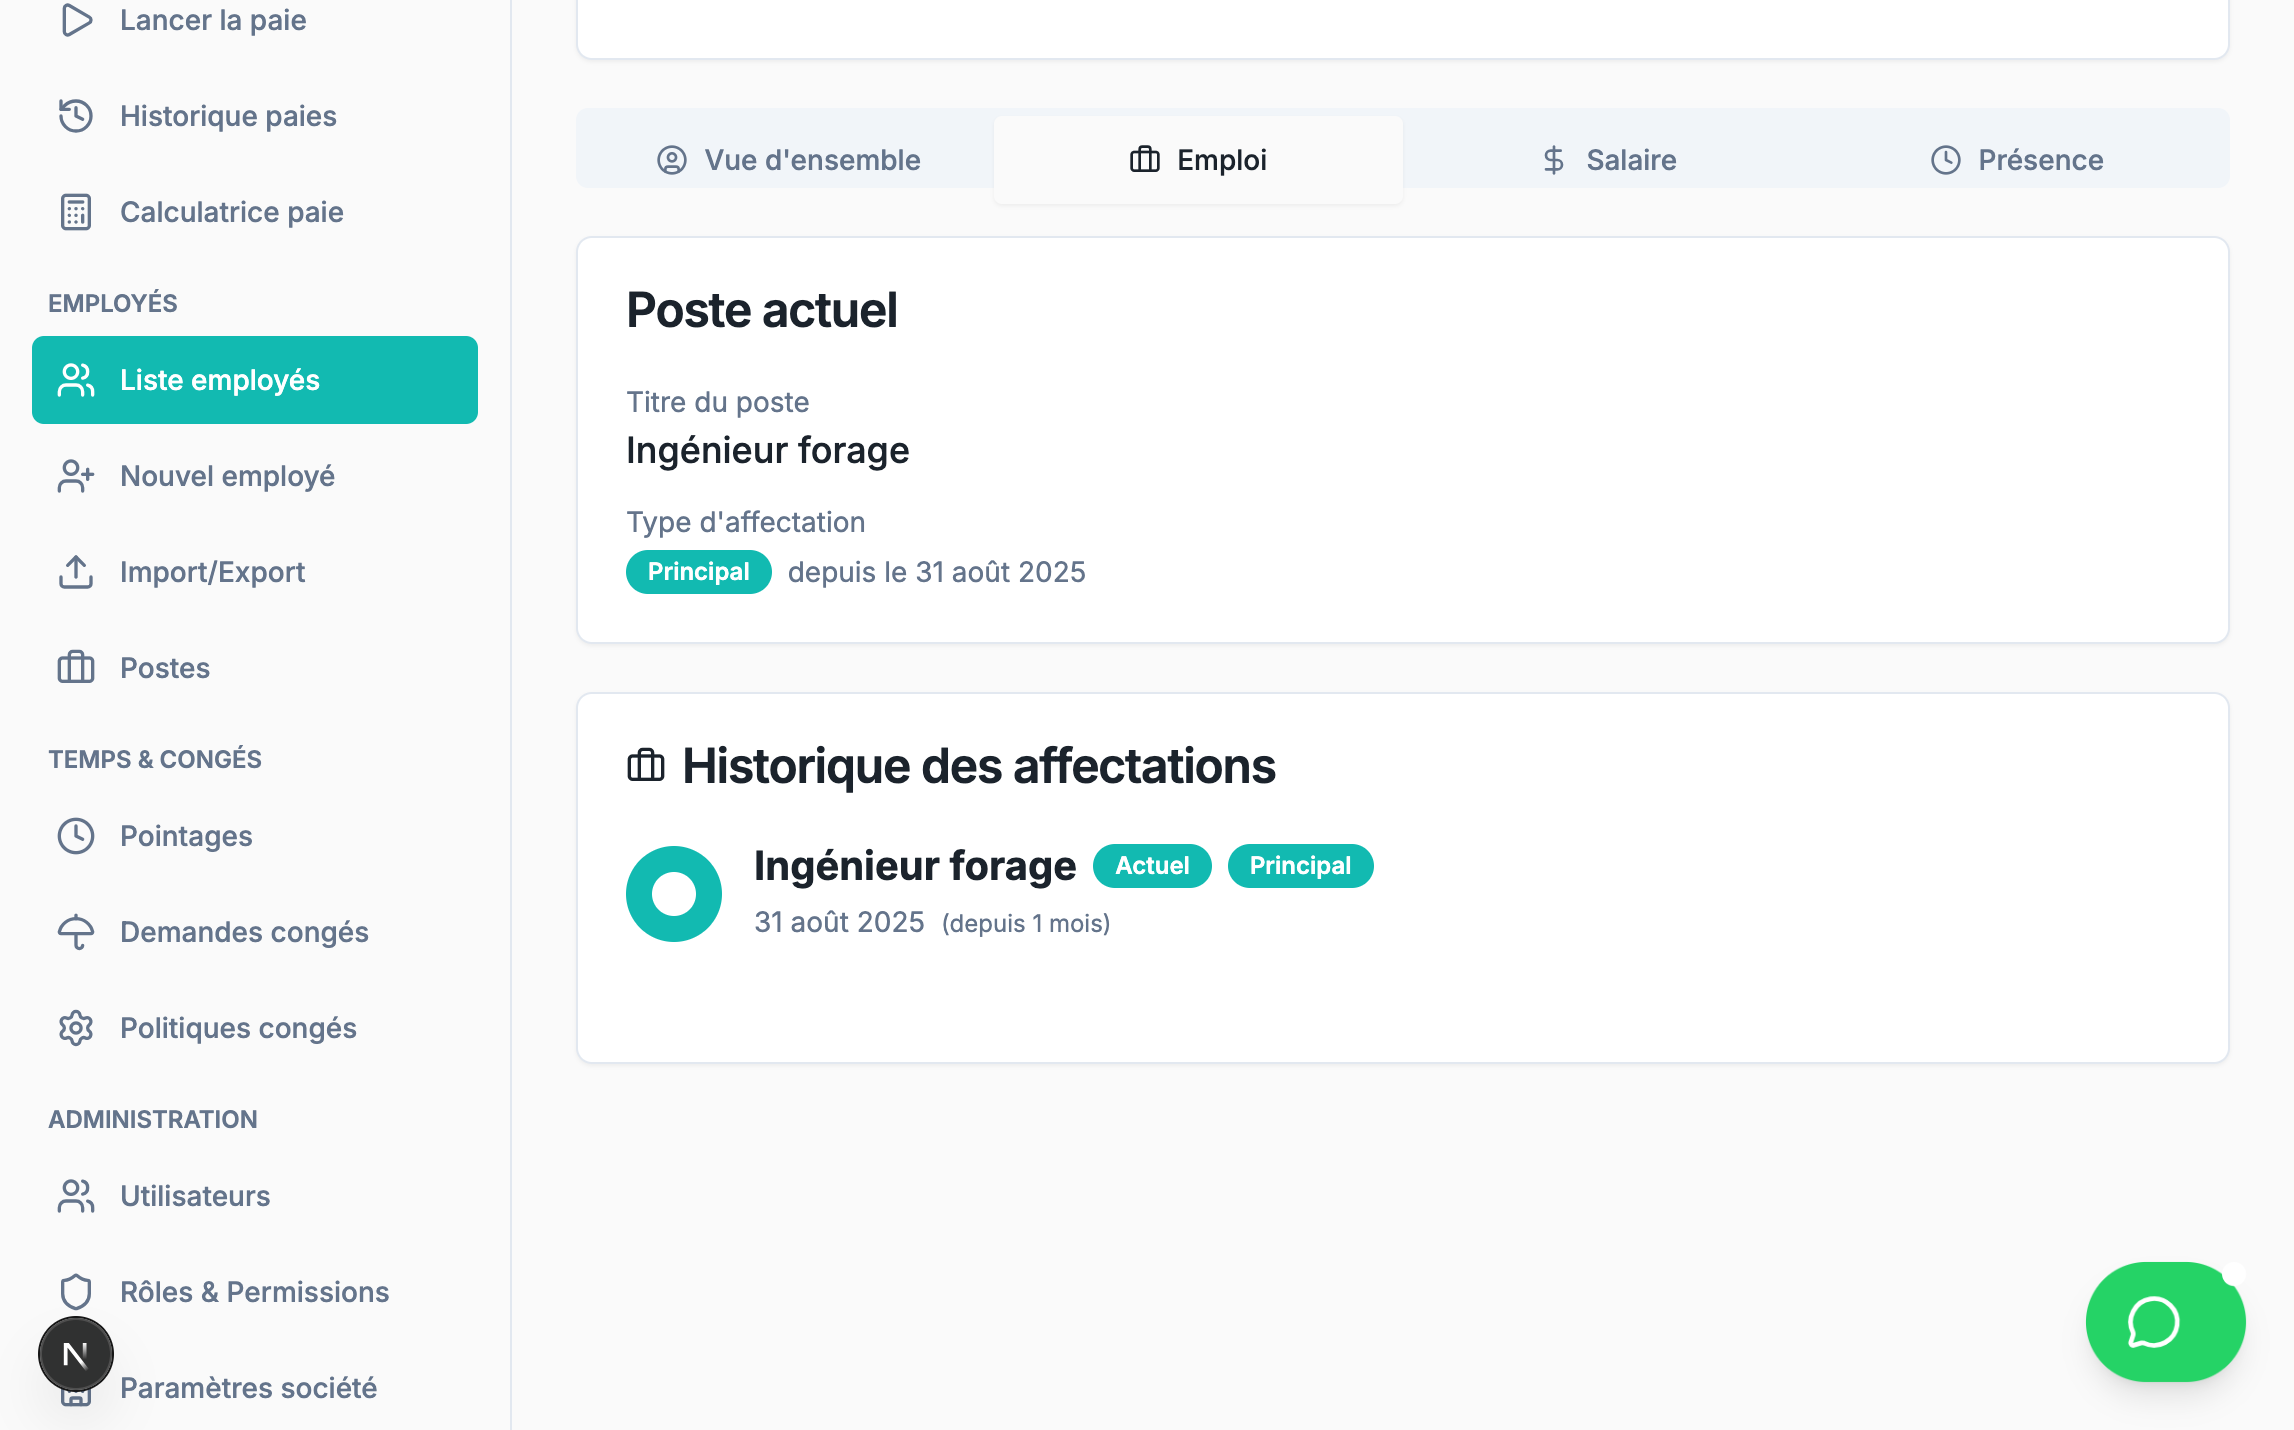 Lancer la paie
Historique paies
Calculatrice paie
EMPLOYÉS
Liste employés
Nouvel employé
Import/Export
Postes
TEMPS & CONGÉS
Pointages
Demandes congés
Politiques congés
ADMINISTRATION
Utilisateurs
Rôles & Permissions
N
Paramètres société
Vue d'ensemble
Emploi
Salaire
Présence
Poste actuel
Titre du poste
Ingénieur forage
Type d'affectation
Principal depuis le 31 août 2025
Historique des affectations
Ingénieur forage Actuel Principal
31 août 2025 (depuis 1 mois)